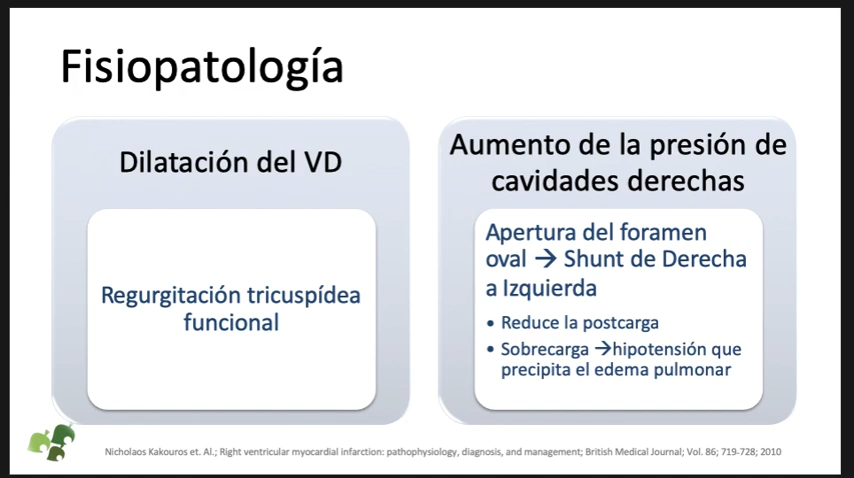 Fisiopatología
Dilatación del VD
Regurgitación tricuspídea
funcional
Aumento de la presión de
cavidades derechas
Apertura del foramen
oval → Shunt de Derecha
a Izquierda
• Reduce la postcarga
• Sobrecarga →hipotensión que
precipita el edema pulmonar
Nicholaos Kakouros et. Al.; Right ventricular myocardial infarction: pathophysiology, diagnosis, and management; British Medical Journal; Vol. 86; 719-728; 2010